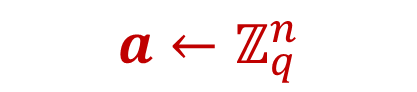 𝒂 ← ℤ_q^n